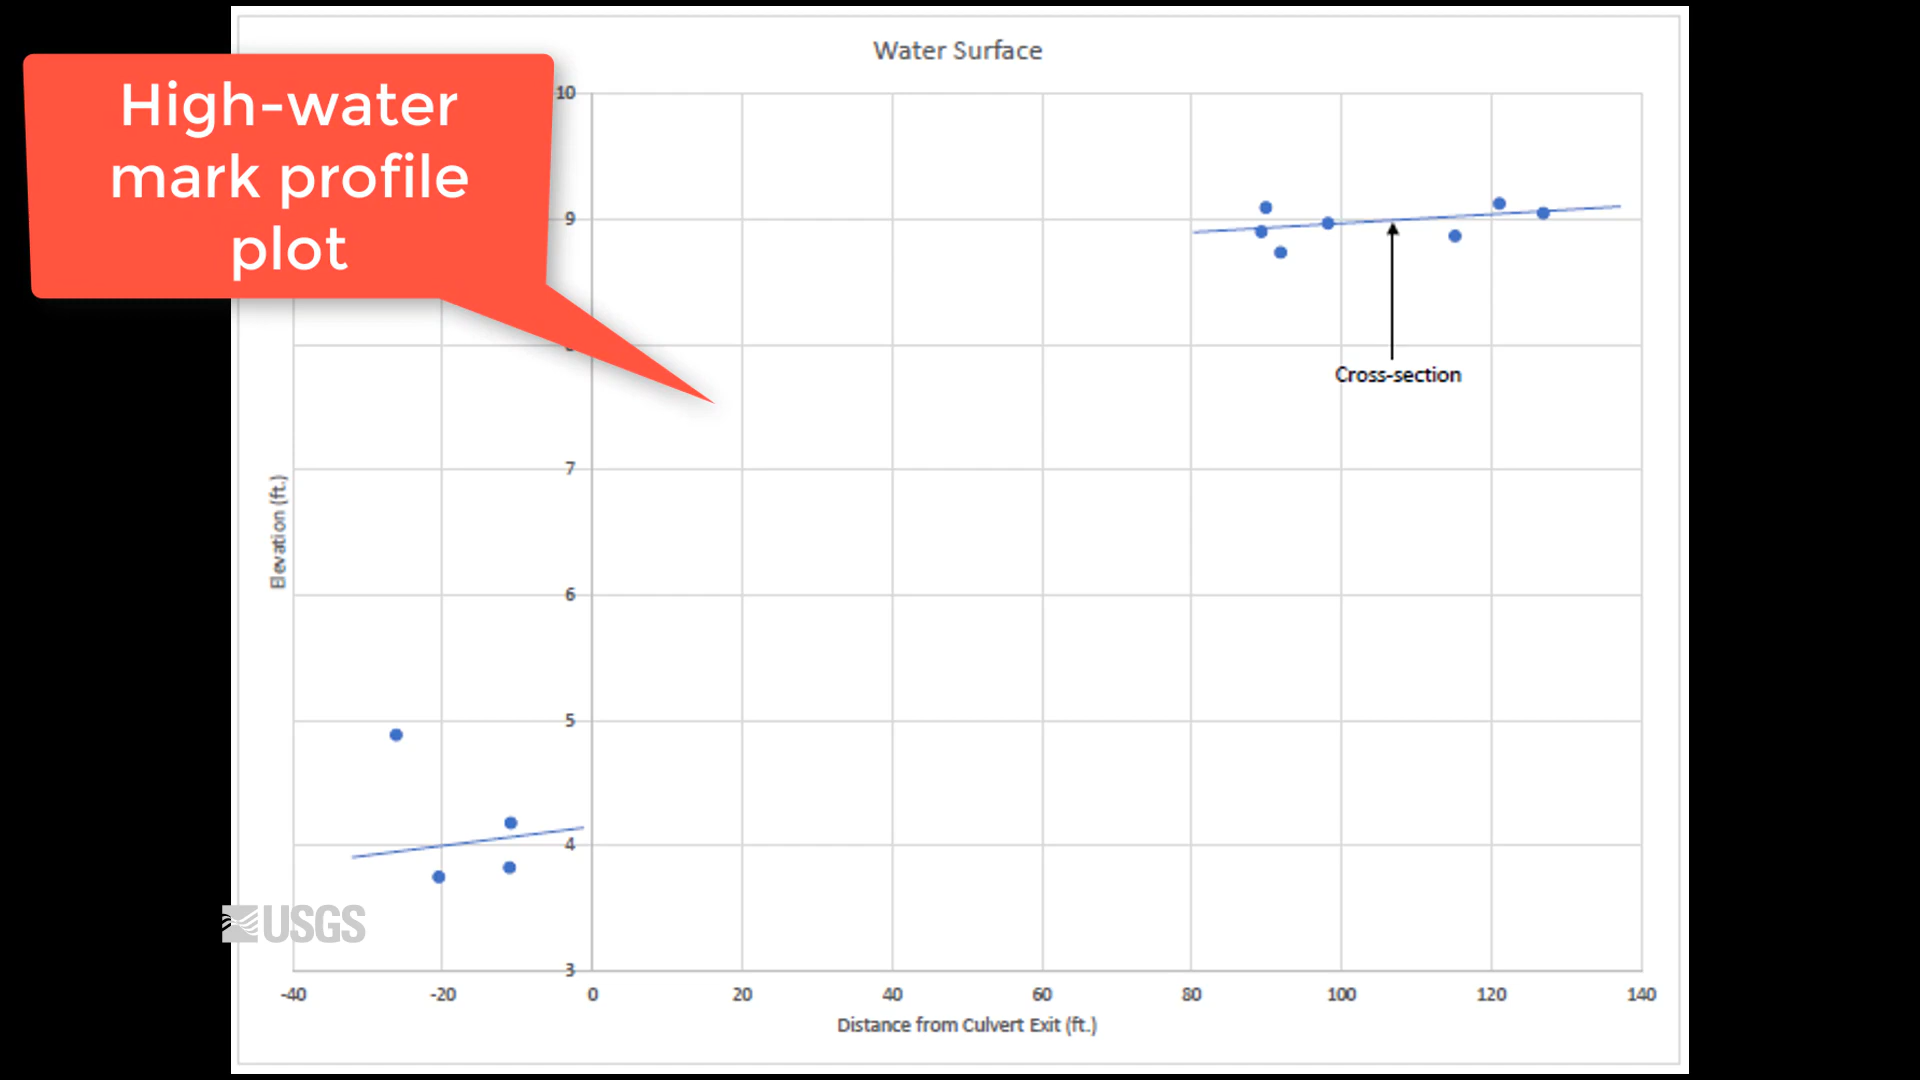 Water Surface
High-water
mark profile
plot
10
9
7
6
5
4
3
Elevation (ft.)
Cross-section
USGS
-40 -20 0 20 40 60 80 100 120 140
Distance from Culvert Exit (ft.)